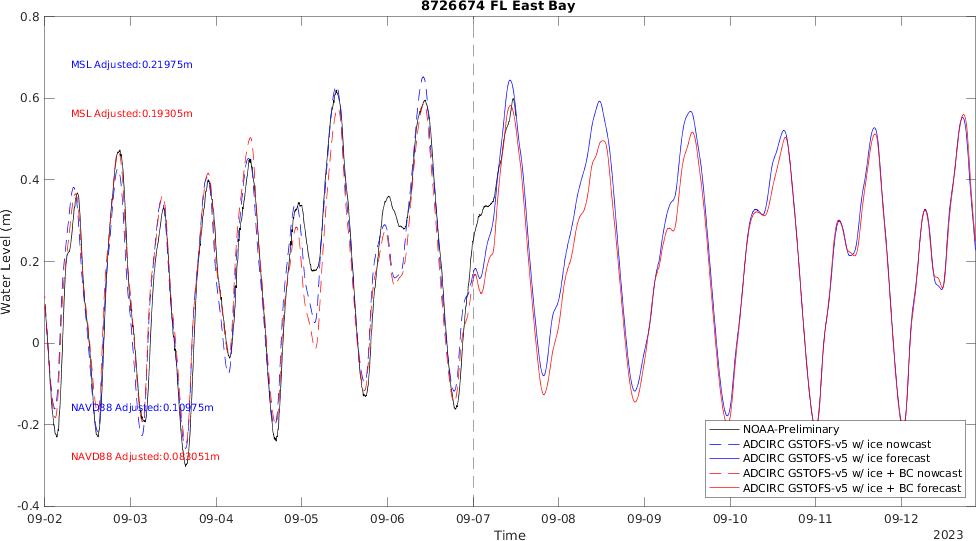 8726674 FL East Bay
0.8
0.6
0.4
0.2
0
-0.2
-0.4
Water Level (m)
MSL Adjusted:0.21975m
MSL Adjusted:0.19305m
NAVD88 Adjusted:0.10975m
NAVD88 Adjusted:0.083051m
NOAA-Preliminary
ADCIRC GSTOFS-v5 w/ ice nowcast
ADCIRC GSTOFS-v5 w/ ice forecast
ADCIRC GSTOFS-v5 w/ ice + BC nowcast
ADCIRC GSTOFS-v5 w/ ice + BC forecast
09-02 09-03 09-04 09-05 09-06 09-07 09-08 09-09 09-10 09-11 09-12
Time
2023